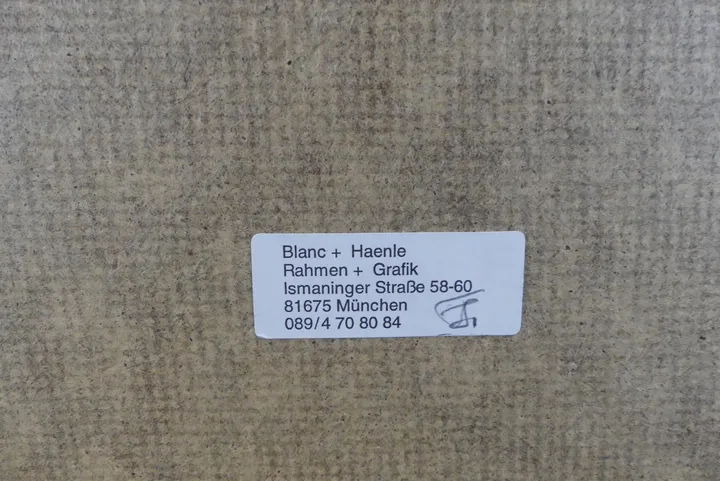 Blanc + Haenle
Rahmen + Grafik
Ismaninger Straße 58-60
81675 München
089/4 70 80 84